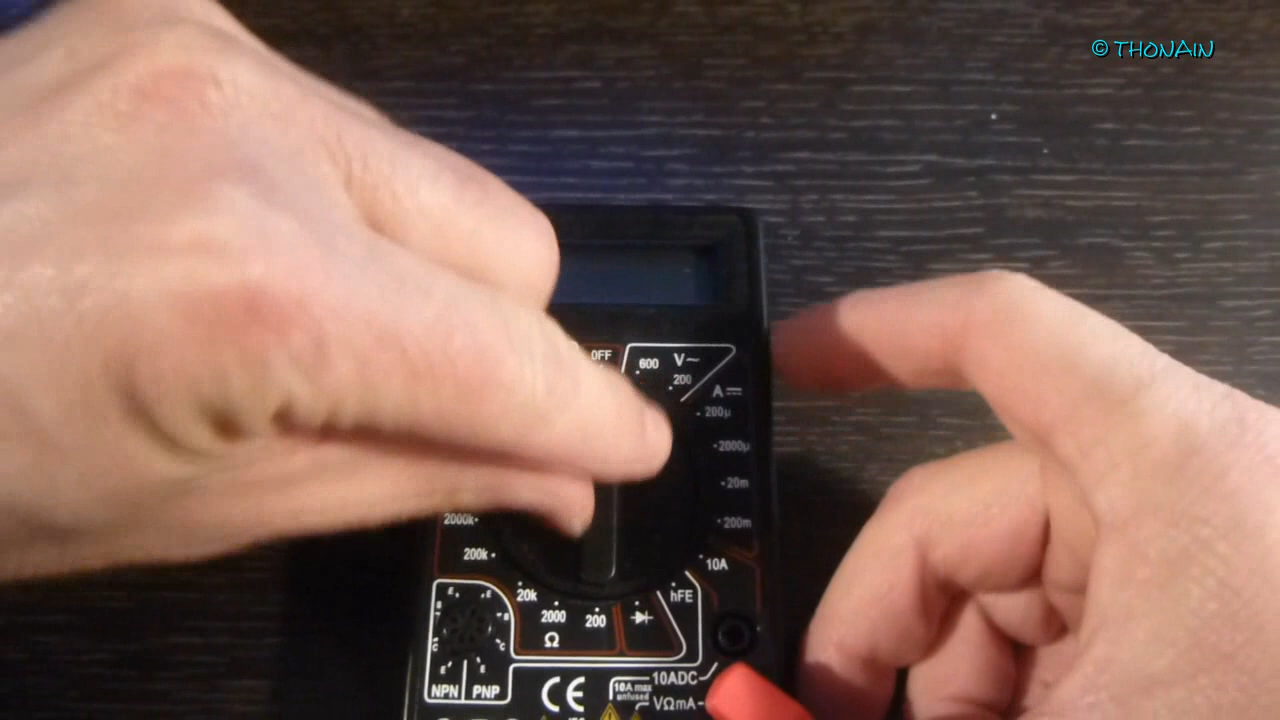 © THONAIN
OFF
600 V~
200
A
200µ
2000µ
20m
200m
2000k
200k
10A
20k
hFE
2000
200
Ω
E E
B B
C C
E E
NPN PNP
CE
10A max
unfused
10ADC
VΩmA